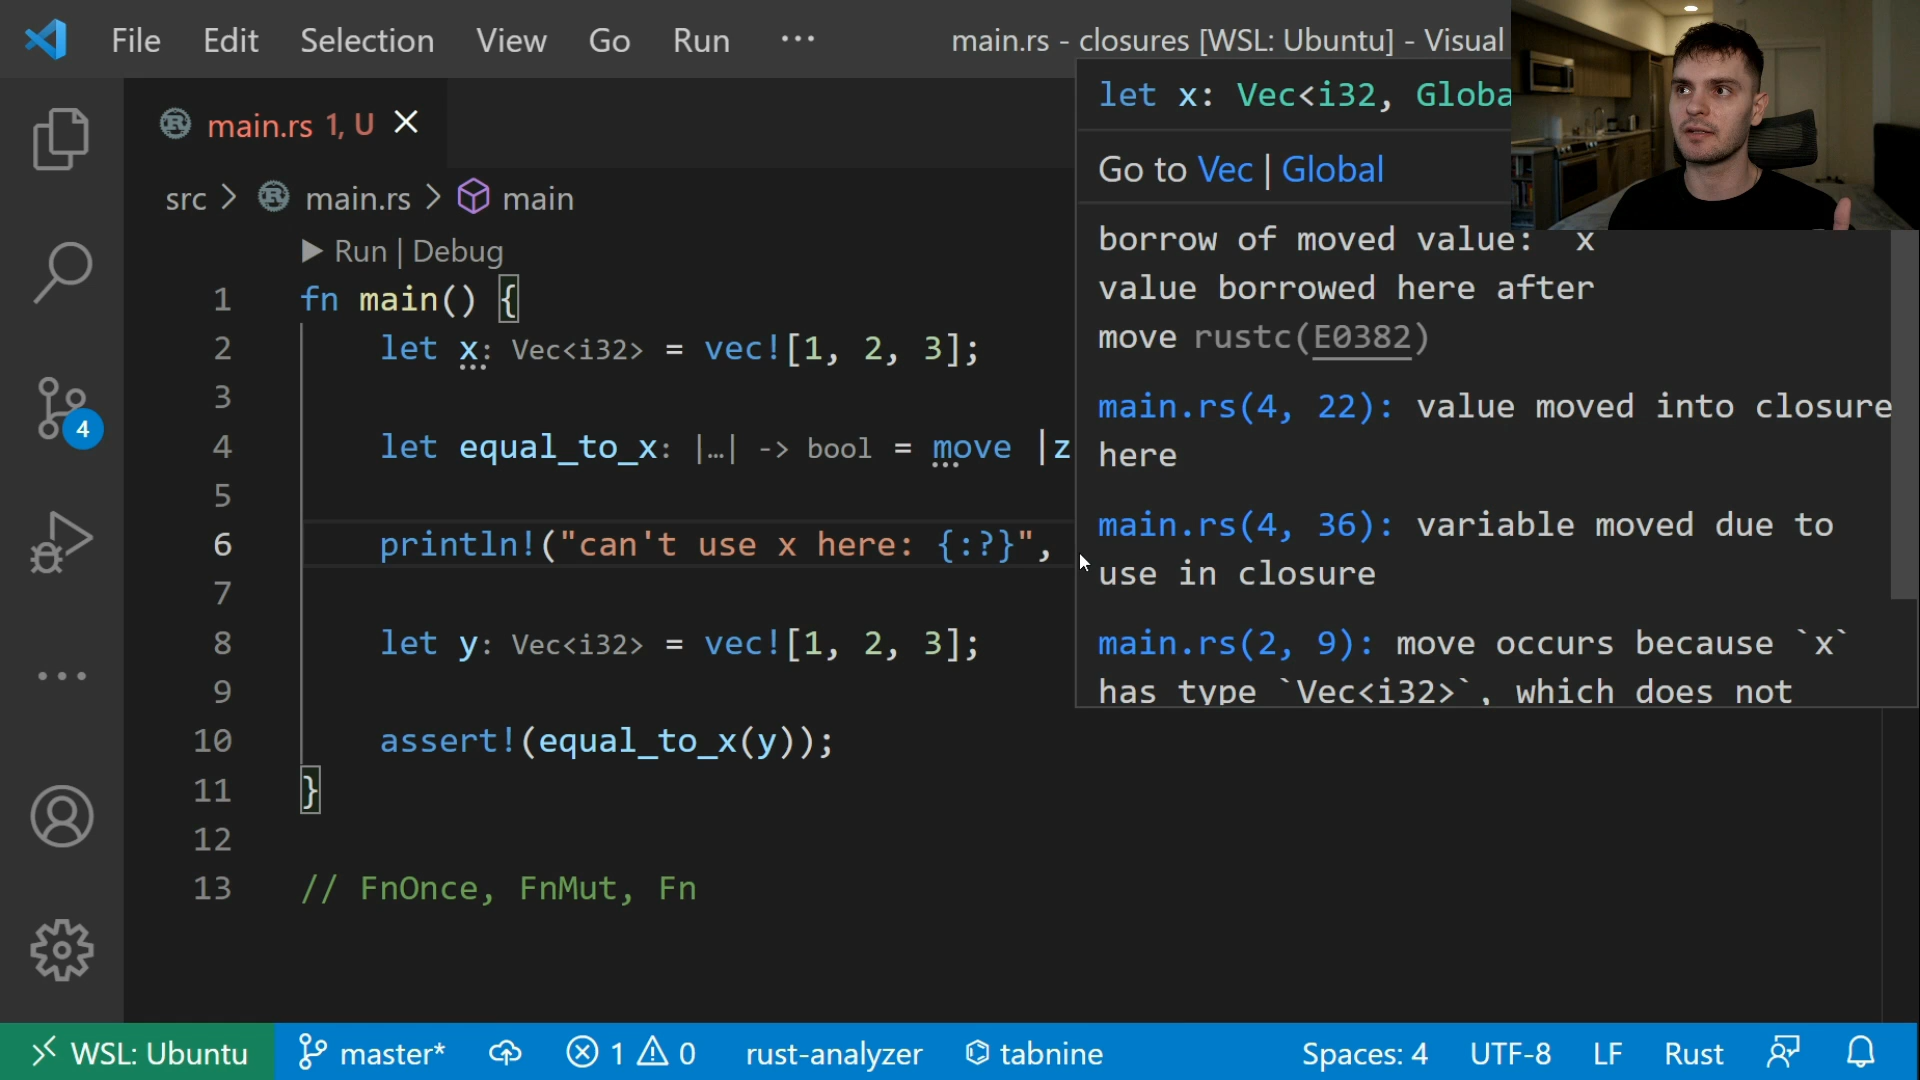 File Edit Selection View Go Run ···
main.rs - closures [WSL: Ubuntu] - Visual
main.rs 1, U
src > main.rs > main
Run | Debug
1 fn main() {
2 let x: Vec<i32> = vec![1, 2, 3];
3
4 let equal_to_x: |…| -> bool = move |z
5
6 println!("can't use x here: {:?}",
7
8 let y: Vec<i32> = vec![1, 2, 3];
9
10 assert!(equal_to_x(y));
11 }
12
13 // FnOnce, FnMut, Fn
let x: Vec<i32, Globa
Go to Vec | Global
borrow of moved value: `x`
value borrowed here after
move rustc(E0382)
main.rs(4, 22): value moved into closure
here
main.rs(4, 36): variable moved due to
use in closure
main.rs(2, 9): move occurs because `x`
has type `Vec<i32>`, which does not
4
WSL: Ubuntu master* 1 0 rust-analyzer tabnine Spaces: 4 UTF-8 LF Rust